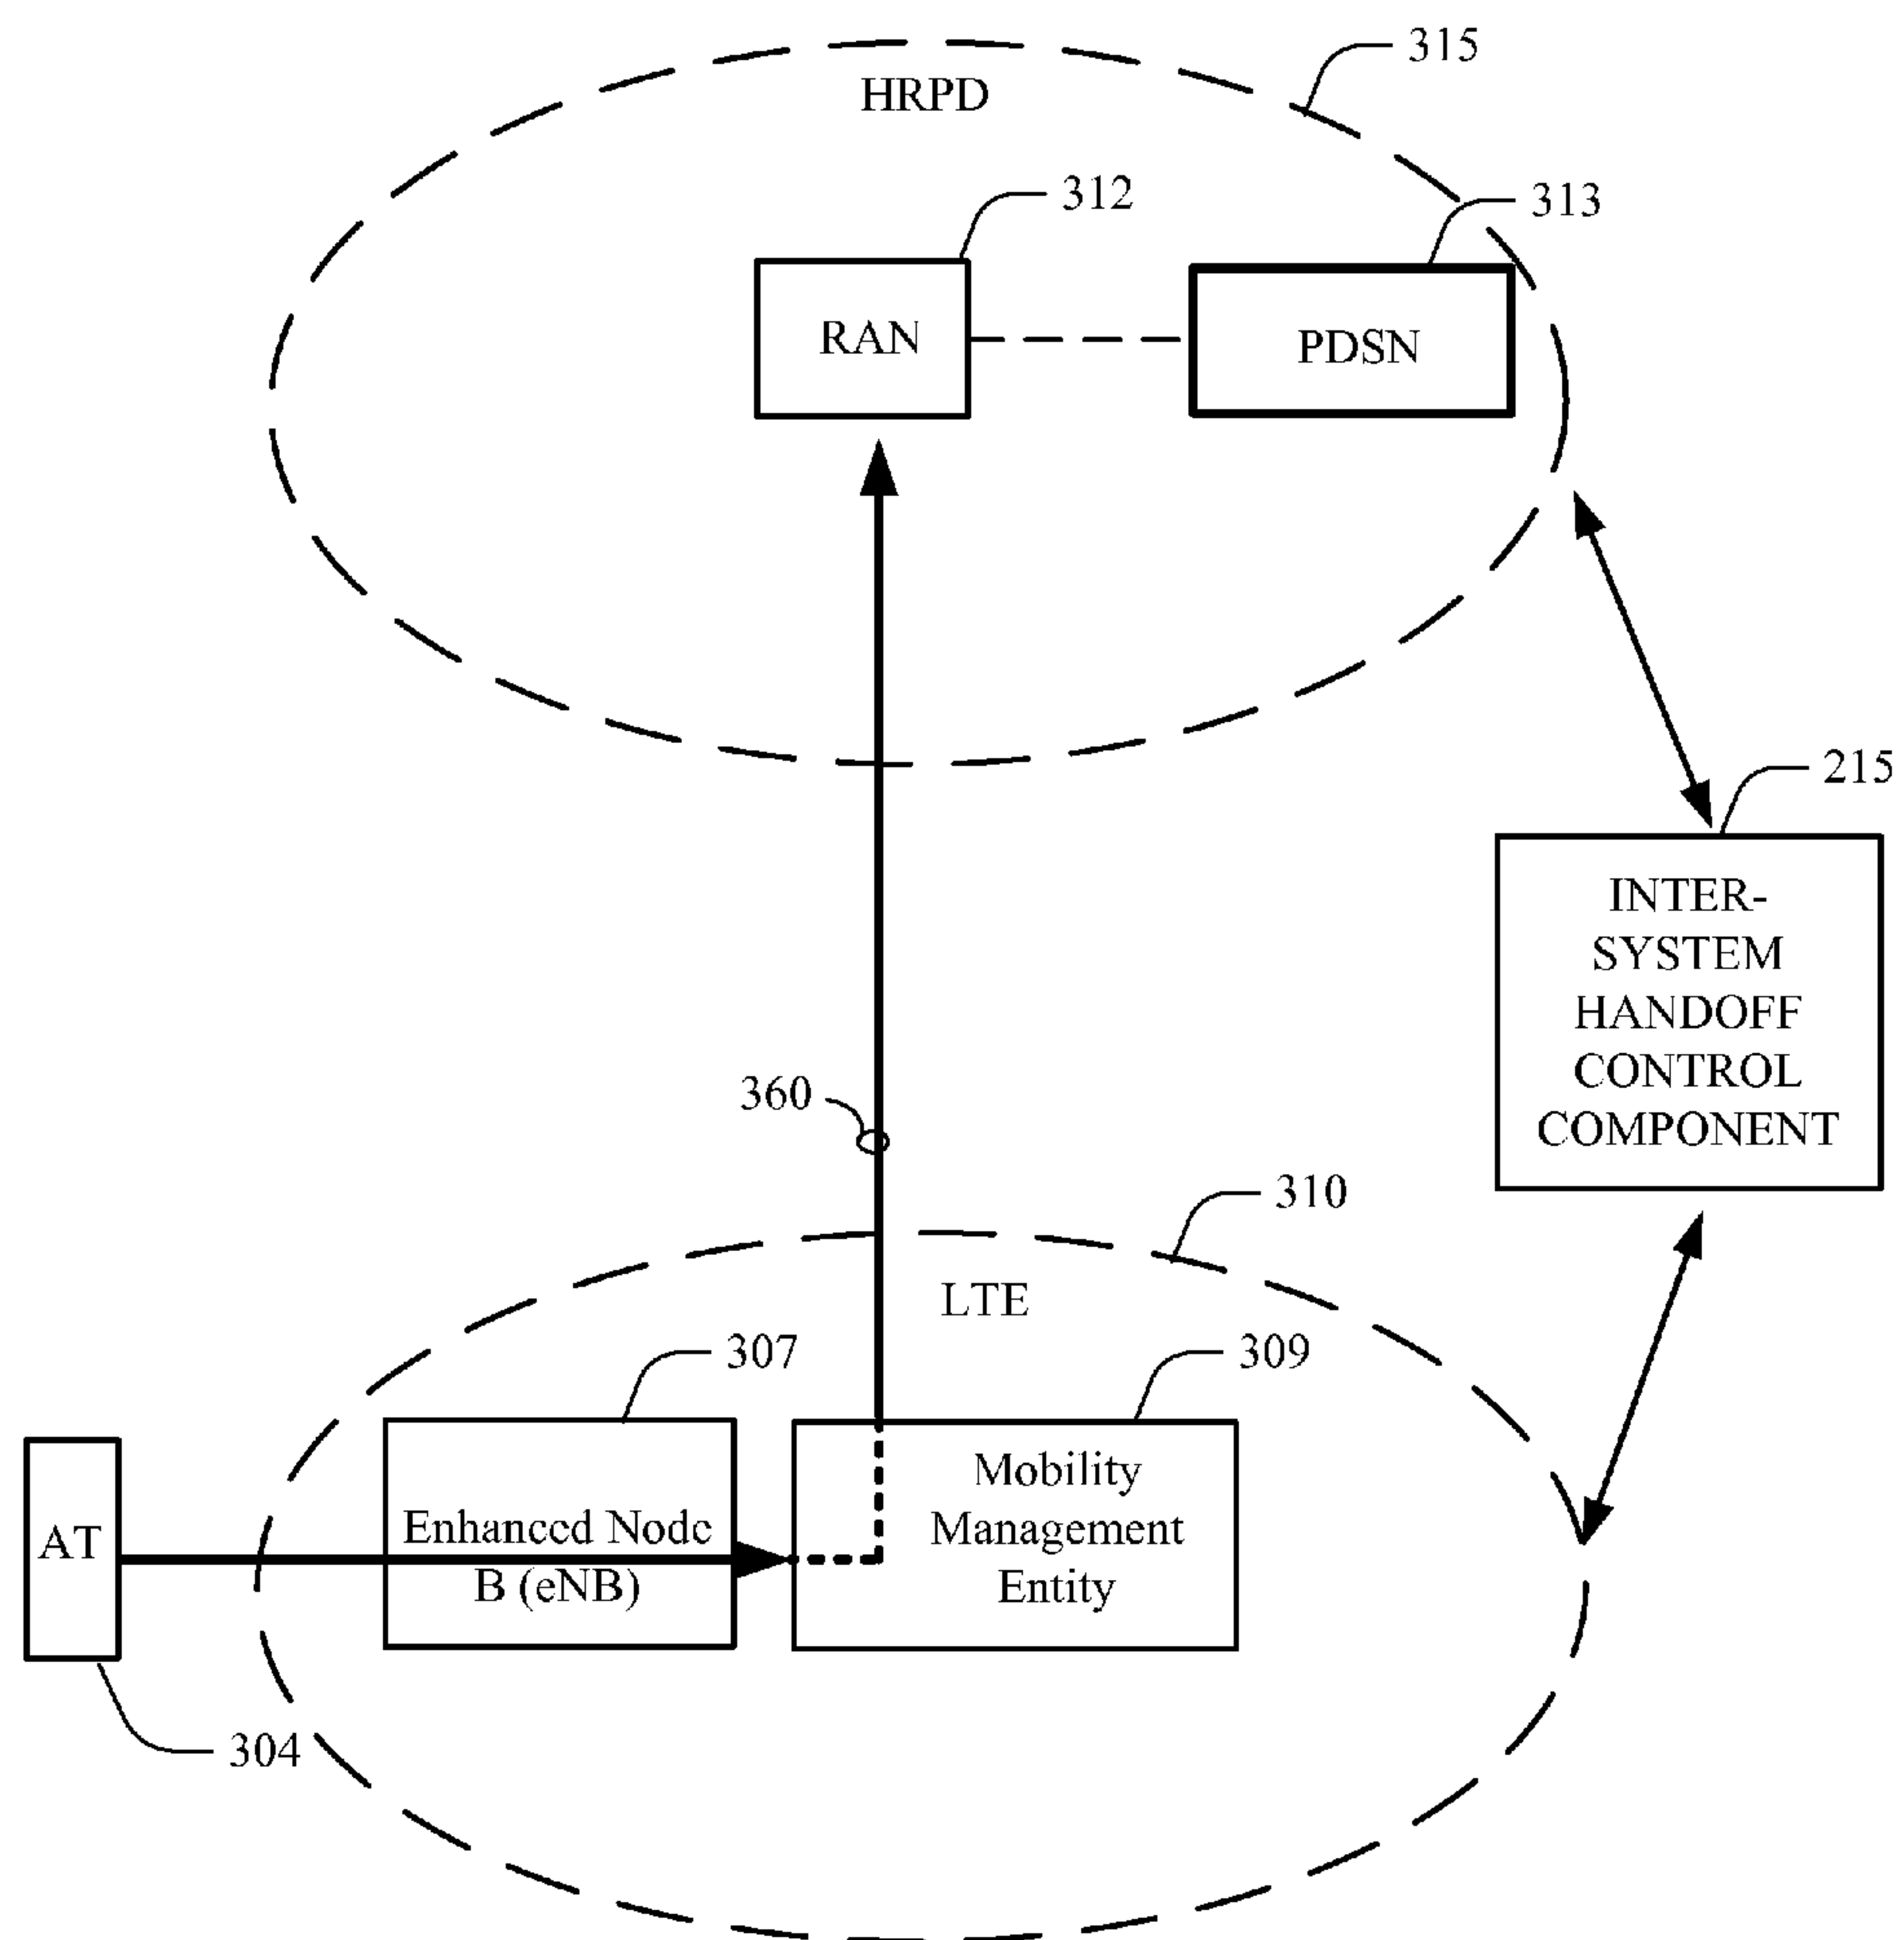 315
HRPD
312
313
RAN
PDSN
215
INTER-
SYSTEM
HANDOFF
CONTROL
COMPONENT
360
310
LTE
307
309
AT
Enhanced Node
B (eNB)
Mobility
Management
Entity
304